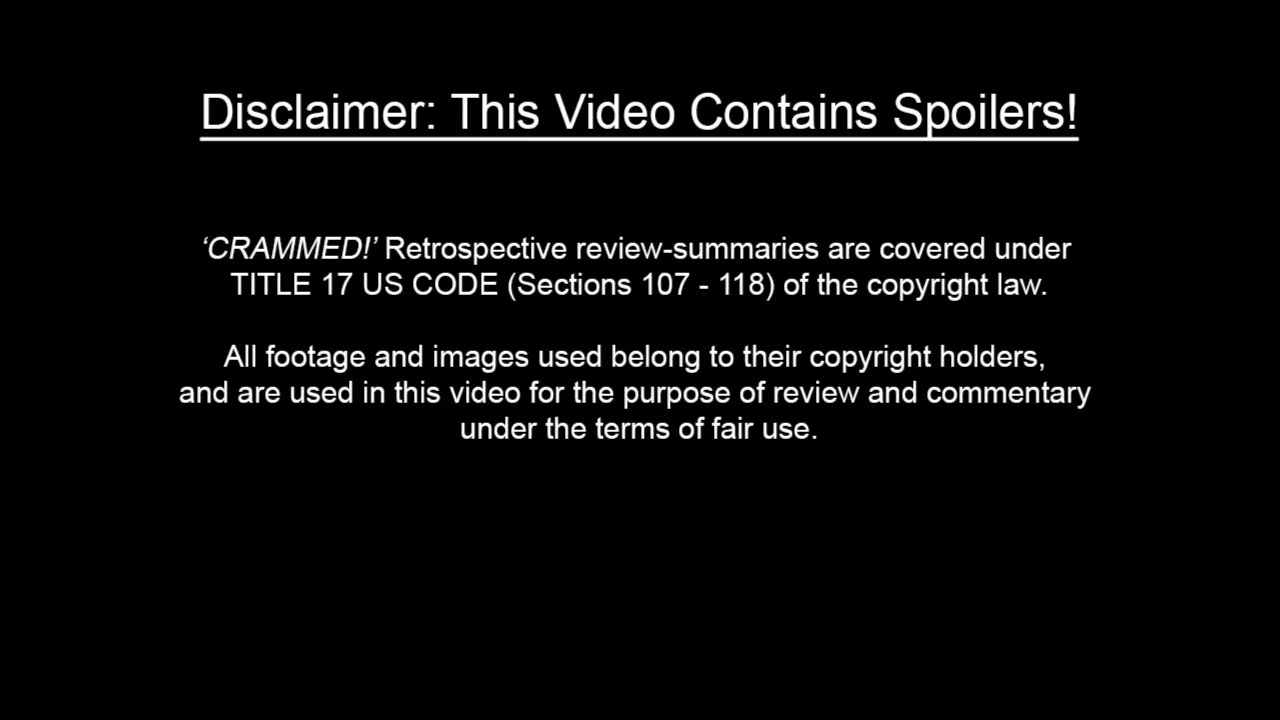 Disclaimer: This Video Contains Spoilers!
‘CRAMMED!’ Retrospective review-summaries are covered under
TITLE 17 US CODE (Sections 107 - 118) of the copyright law.
All footage and images used belong to their copyright holders,
and are used in this video for the purpose of review and commentary
under the terms of fair use.